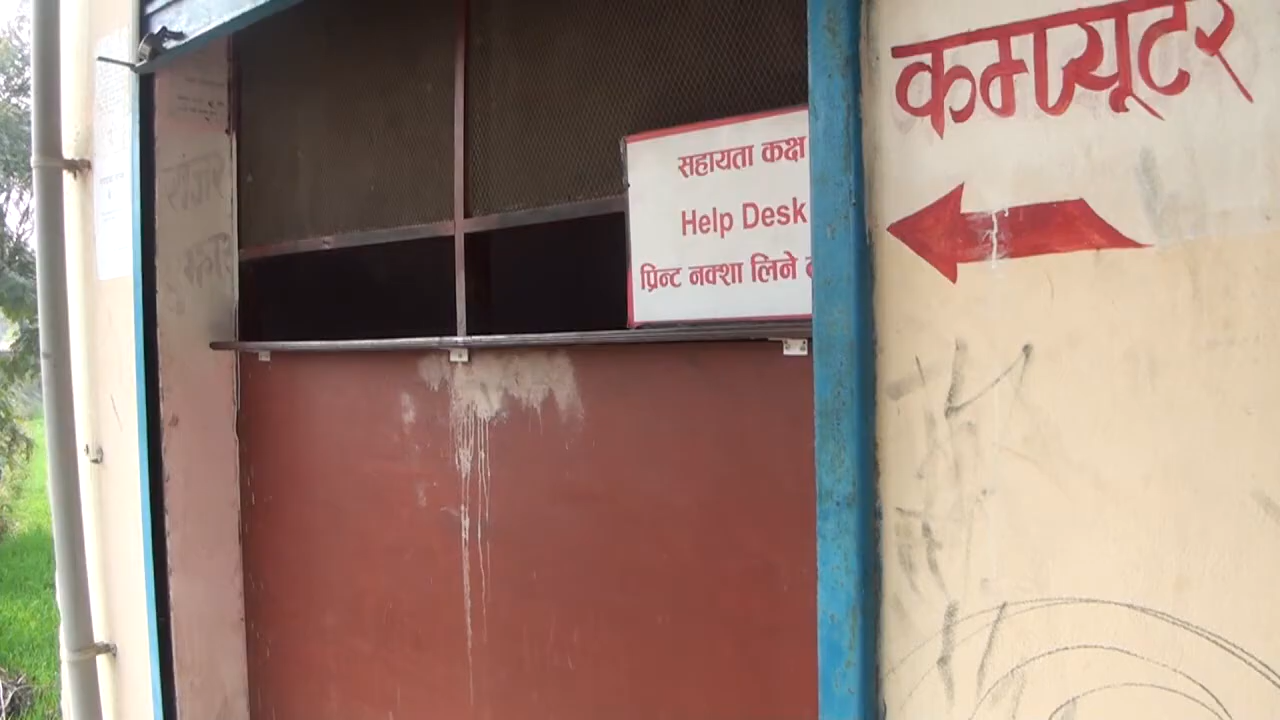 कम्प्यूटर
सहायता कक्ष
Help Desk
प्रिन्ट नक्शा लिने